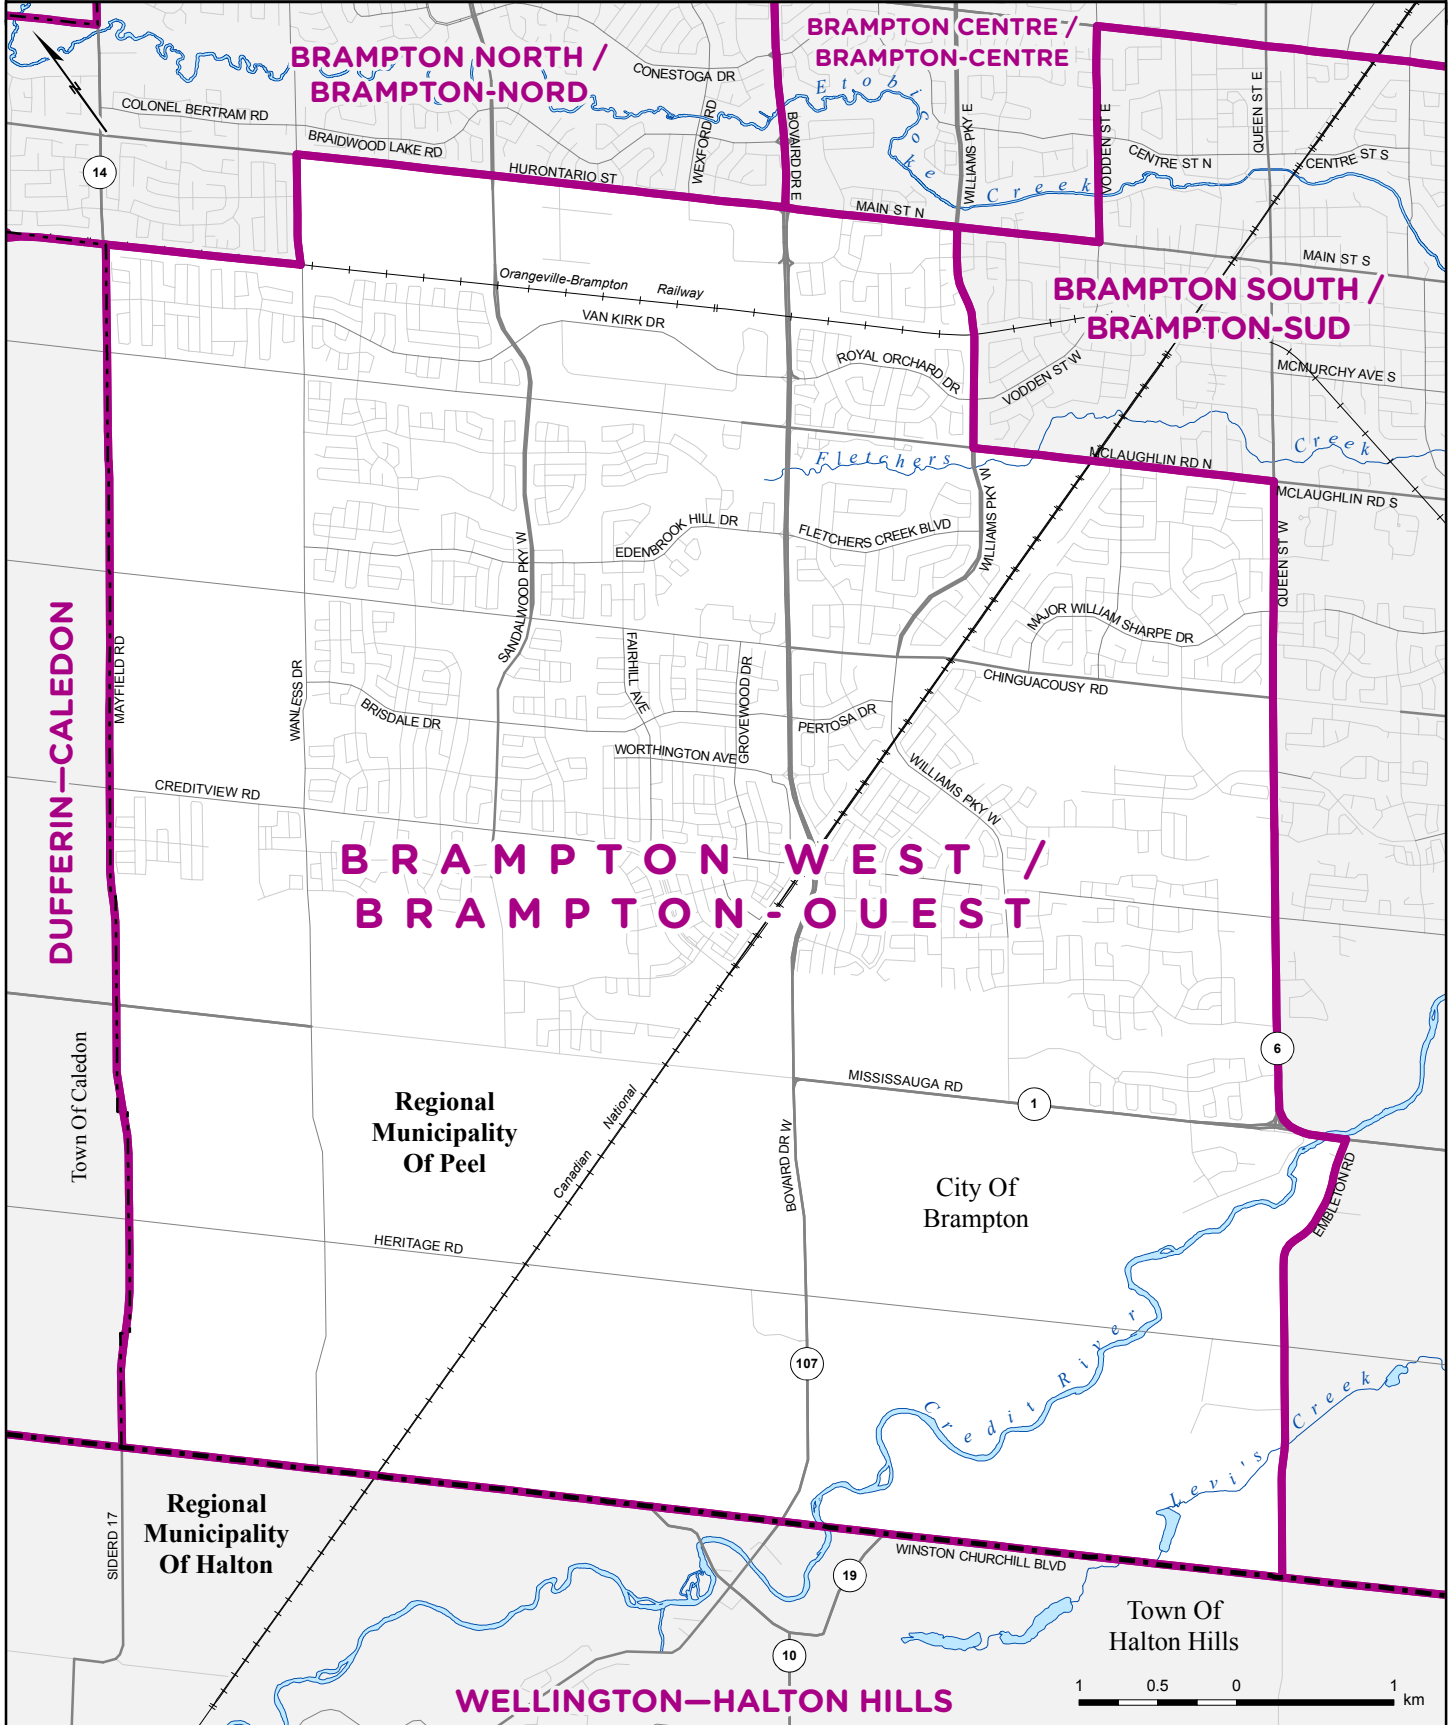 BRAMPTON NORTH /
BRAMPTON-NORD
BRAMPTON CENTRE /
BRAMPTON-CENTRE
CONESTOGA DR
COLONEL BERTRAM RD
BRAIDWOOD LAKE RD
WEXFORD RD
BOVAIRD DR E
Etobicoke
Creek
WILLIAMS PKY E
VODDEN ST E
QUEEN ST E
CENTRE ST N
CENTRE ST S
N
14
HURONTARIO ST
MAIN ST N
MAIN ST S
Orangeville-Brampton Railway
VAN KIRK DR
ROYAL ORCHARD DR
VODDEN ST W
BRAMPTON SOUTH /
BRAMPTON-SUD
MCMURCHY AVE S
Fletchers
Creek
MCLAUGHLIN RD N
MCLAUGHLIN RD S
WILLIAMS PKY W
QUEEN ST W
SANDALWOOD PKY W
EDENBROOK HILL DR
FLETCHERS CREEK BLVD
MAJOR WILLIAM SHARPE DR
FAIRHILL AVE
GROVEWOOD DR
CHINGUACOUSY RD
DUFFERIN—CALEDON
MAYFIELD RD
WANLESS DR
BRISDALE DR
PERTOSA DR
WORTHINGTON AVE
WILLIAMS PKY W
CREDITVIEW RD
BRAMPTON WEST /
BRAMPTON-OUEST
Town Of Caledon
Regional
Municipality
Of Peel
Canadian National
MISSISSAUGA RD
1
6
BOVAIRD DR W
City Of
Brampton
EMBLETON RD
HERITAGE RD
107
Credit River
Levi's Creek
Regional
Municipality
Of Halton
SIDERD 17
WINSTON CHURCHILL BLVD
19
10
Town Of
Halton Hills
WELLINGTON—HALTON HILLS
1 0.5 0 1
km